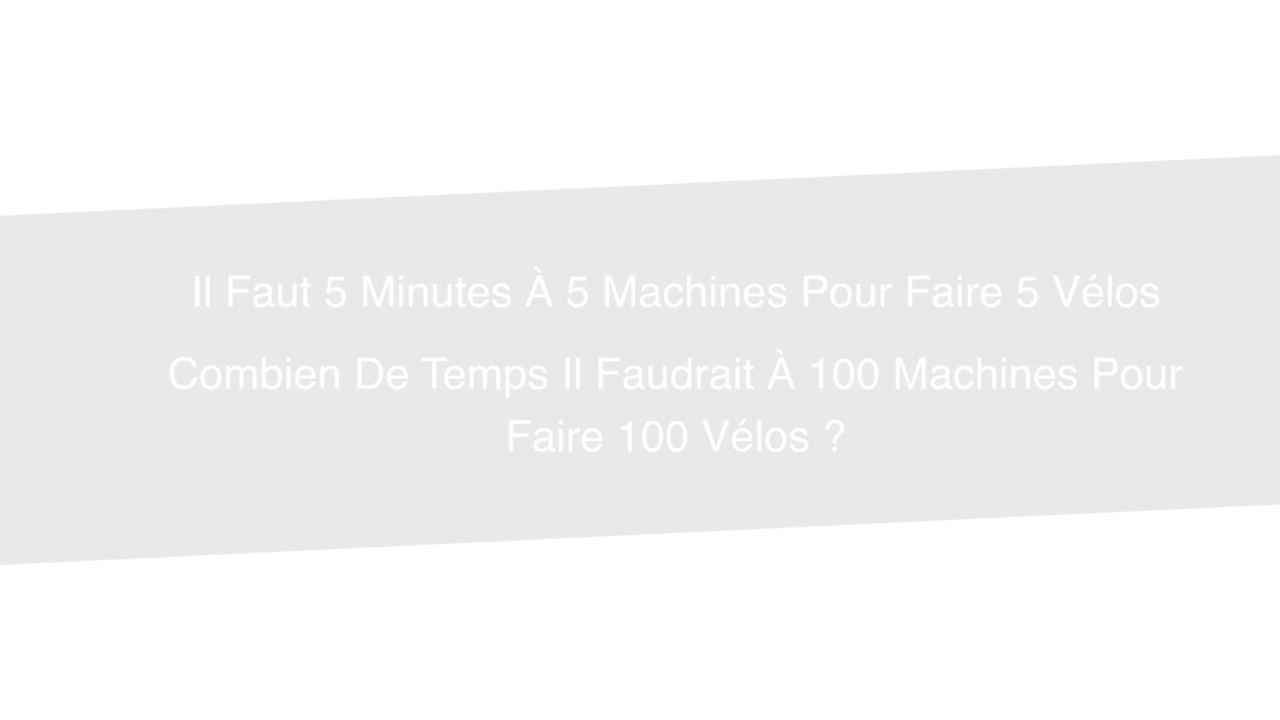 Il Faut 5 Minutes À 5 Machines Pour Faire 5 Vélos
Combien De Temps Il Faudrait À 100 Machines Pour
Faire 100 Vélos ?